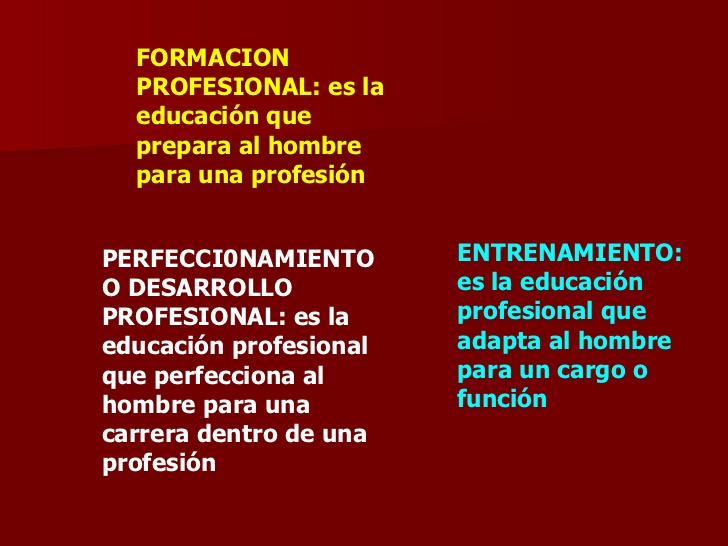 FORMACION
PROFESIONAL: es la
educación que
prepara al hombre
para una profesión
PERFECCI0NAMIENTO
O DESARROLLO
PROFESIONAL: es la
educación profesional
que perfecciona al
hombre para una
carrera dentro de una
profesión
ENTRENAMIENTO:
es la educación
profesional que
adapta al hombre
para un cargo o
función